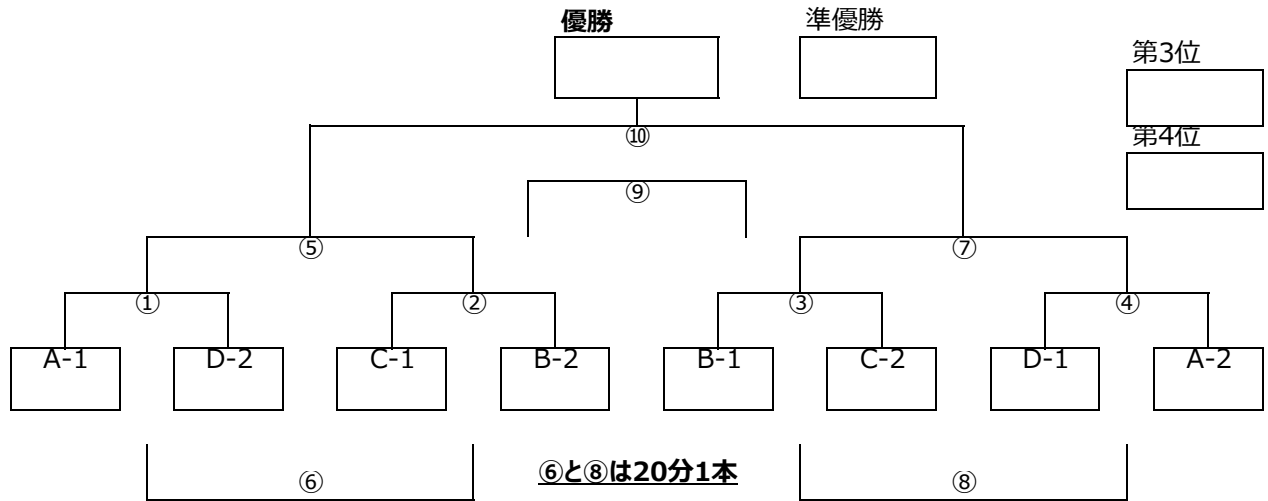 優勝
準優勝
第3位
⑩
第4位
⑨
⑤
⑦
①
②
③
④
A-1
D-2
C-1
B-2
B-1
C-2
D-1
A-2
⑥
⑥と⑧は20分1本
⑧